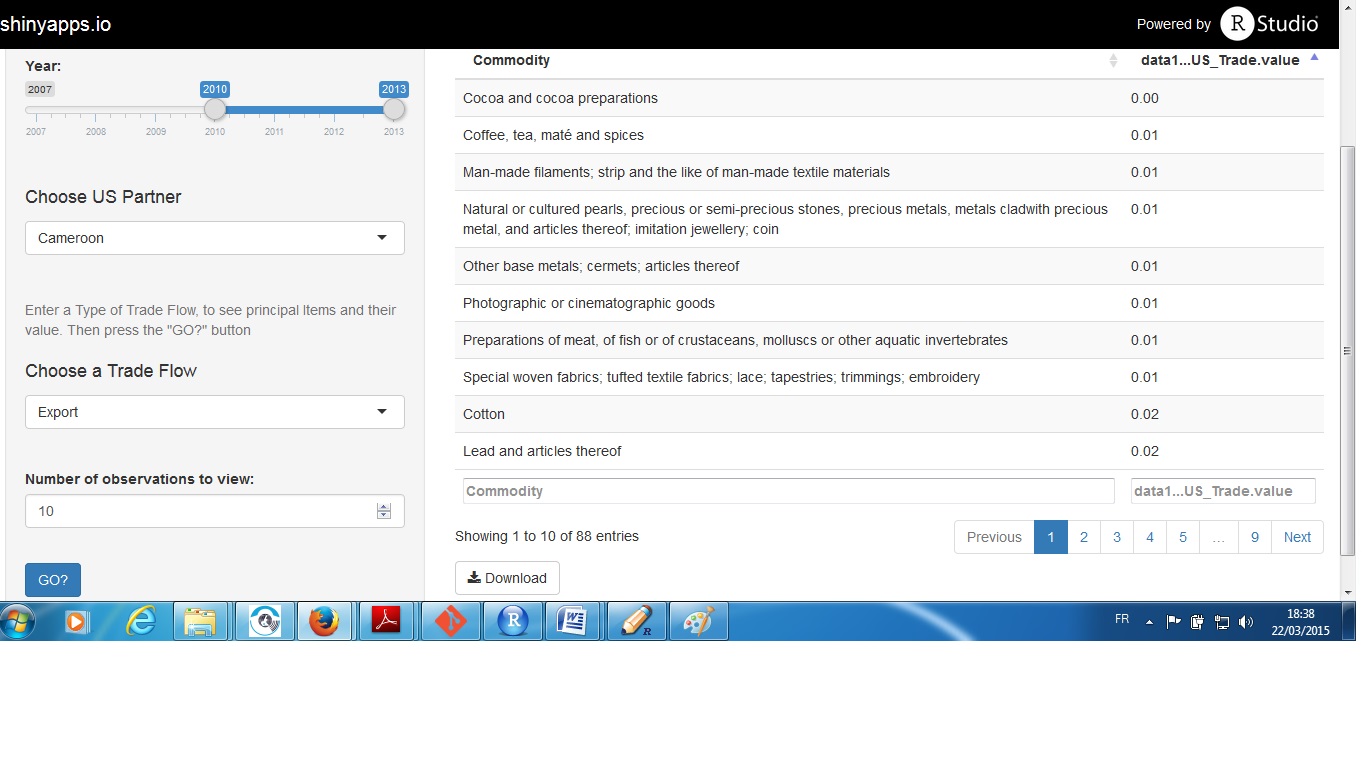 shinyapps.io
Powered by R Studio
Year:
2007 2010 2013
2007 2008 2009 2010 2011 2012 2013
Choose US Partner
Cameroon
Enter a Type of Trade Flow, to see principal Items and their
value. Then press the "GO?" button
Choose a Trade Flow
Export
Number of observations to view:
10
GO?
Commodity data1...US_Trade.value
Cocoa and cocoa preparations 0.00
Coffee, tea, maté and spices 0.01
Man-made filaments; strip and the like of man-made textile materials 0.01
Natural or cultured pearls, precious or semi-precious stones, precious metals, metals cladwith precious 0.01
metal, and articles thereof; imitation jewellery; coin
Other base metals; cermets; articles thereof 0.01
Photographic or cinematographic goods 0.01
Preparations of meat, of fish or of crustaceans, molluscs or other aquatic invertebrates 0.01
Special woven fabrics; tufted textile fabrics; lace; tapestries; trimmings; embroidery 0.01
Cotton 0.02
Lead and articles thereof 0.02
Commodity data1...US_Trade.value
Showing 1 to 10 of 88 entries
Previous 1 2 3 4 5 ... 9 Next
Download
FR
18:38
22/03/2015